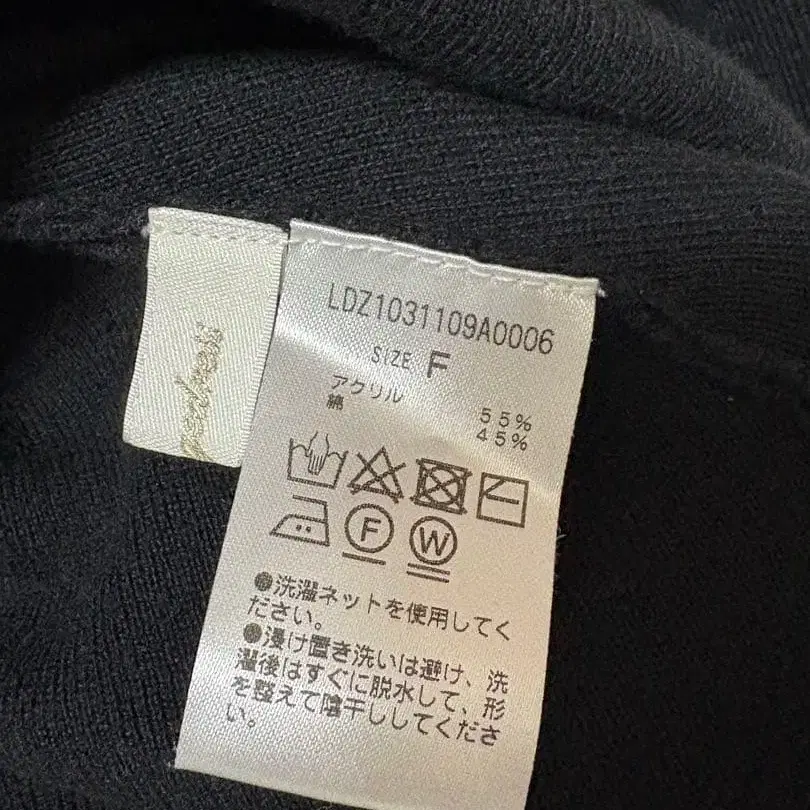 LDZ1031109A0006
SIZE F
アクリル 55%
綿 45%
F W
●洗濯ネットを使用してく
ださい。
●浸け置き洗いは避け、洗
濯後はすぐに脱水して、形
を整えて陰干ししてくださ
い。